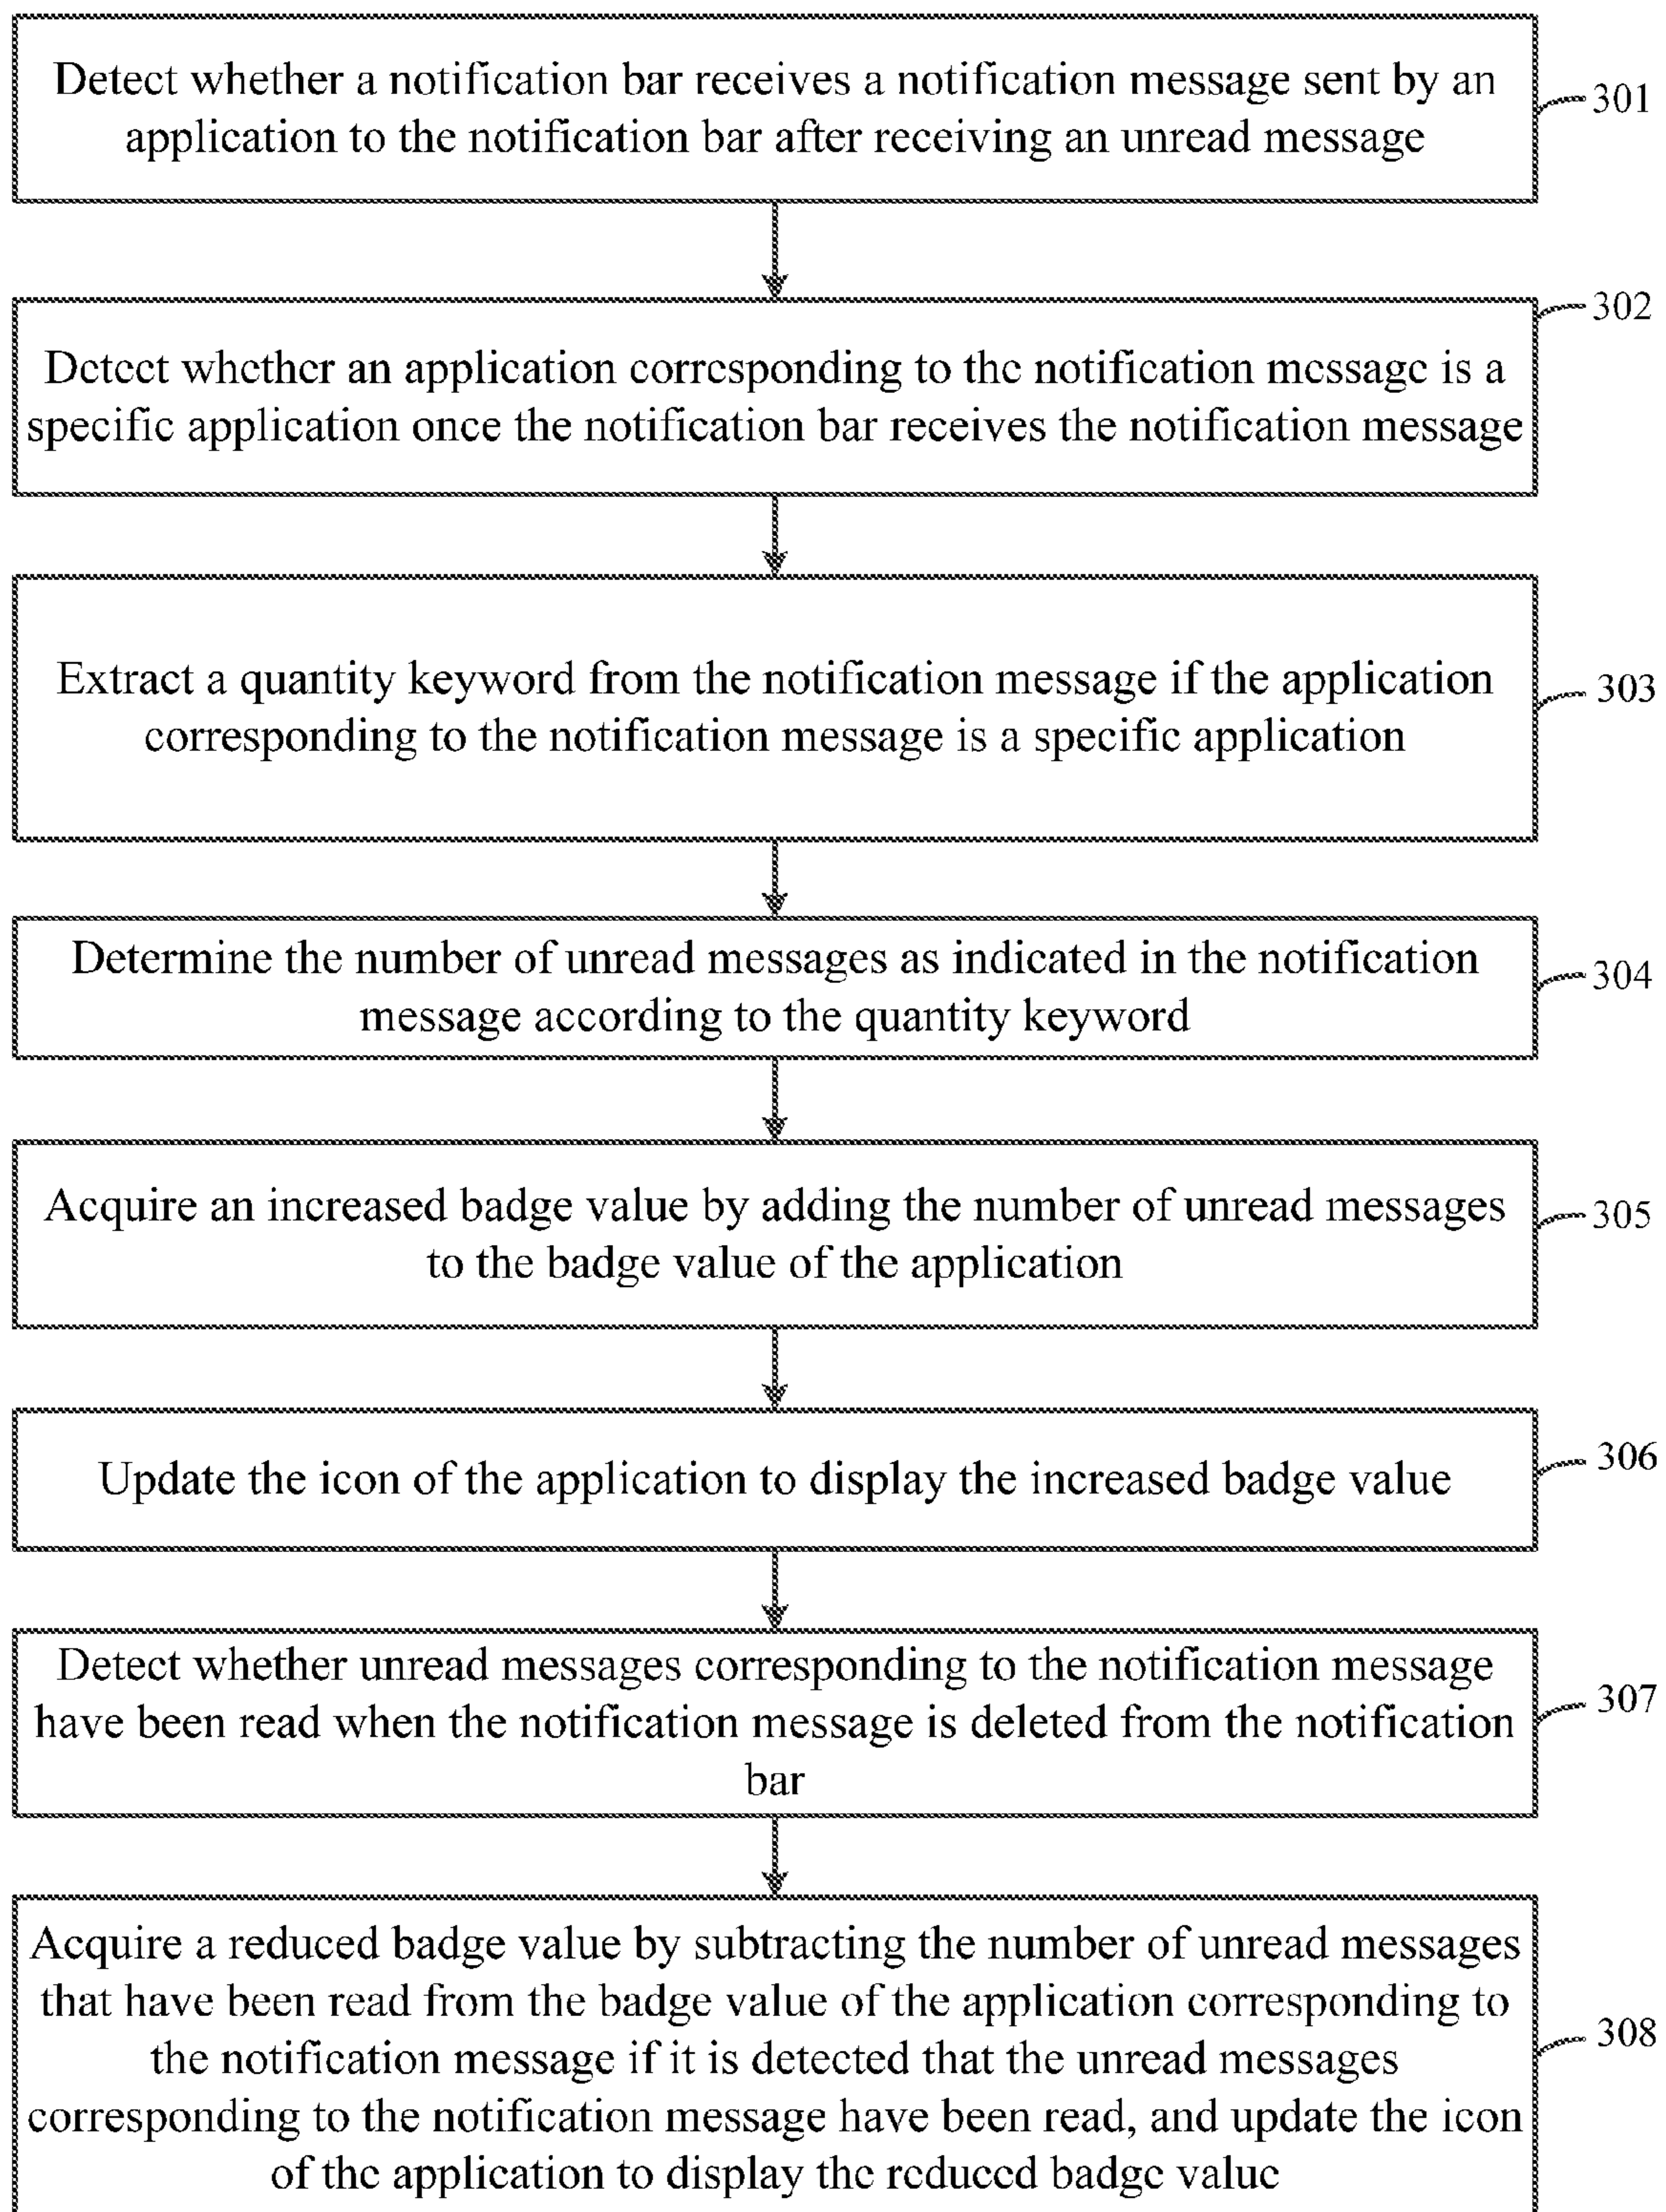 Detect whether a notification bar receives a notification message sent by an
application to the notification bar after receiving an unread message
301
302
Detect whether an application corresponding to the notification message is a
specific application once the notification bar receives the notification message
Extract a quantity keyword from the notification message if the application
corresponding to the notification message is a specific application
303
Determine the number of unread messages as indicated in the notification
message according to the quantity keyword
304
Acquire an increased badge value by adding the number of unread messages
to the badge value of the application
305
Update the icon of the application to display the increased badge value
306
Detect whether unread messages corresponding to the notification message
have been read when the notification message is deleted from the notification
bar
307
Acquire a reduced badge value by subtracting the number of unread messages
that have been read from the badge value of the application corresponding to
the notification message if it is detected that the unread messages
corresponding to the notification message have been read, and update the icon
of the application to display the reduced badge value
308